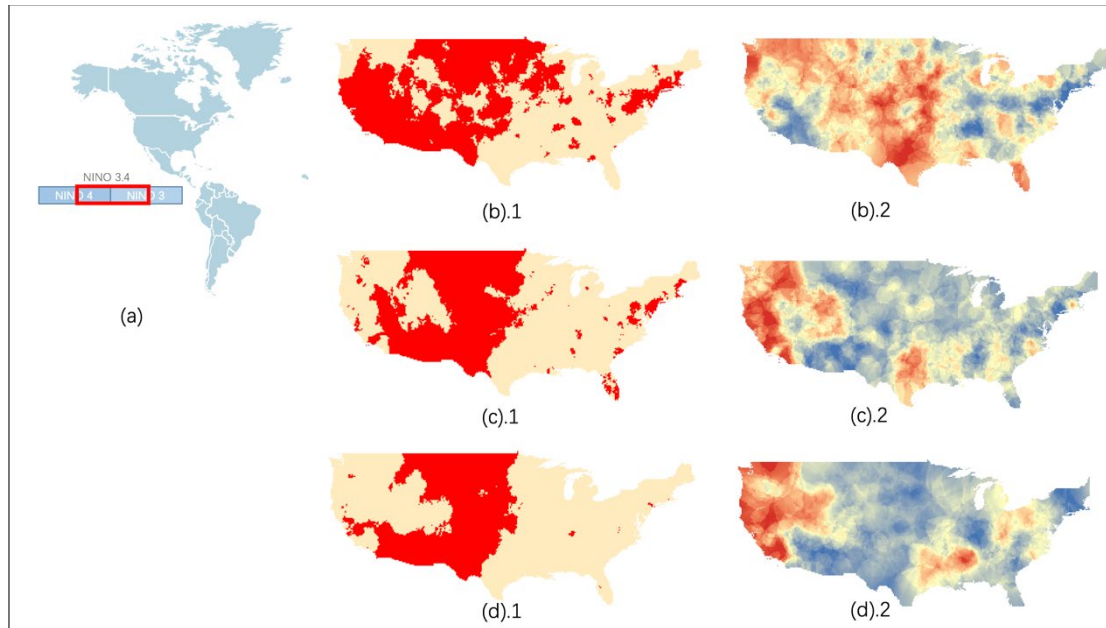 NINO 3.4
NINO 4 NINO 3
(a)
(b).1
(b).2
(c).1
(c).2
(d).1
(d).2